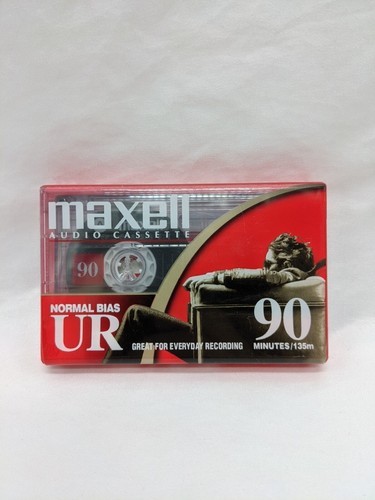 maxell
AUDIO CASSETTE
90
NORMAL BIAS
UR
GREAT FOR EVERYDAY RECORDING
90
MINUTES/135m